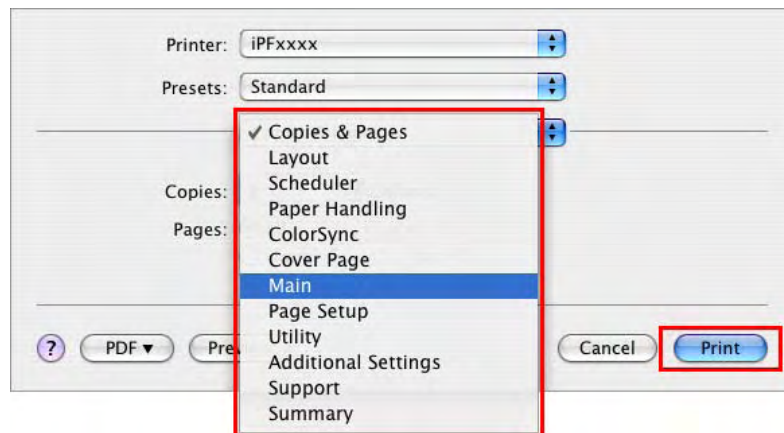 Printer: iPFxxxx
Presets: Standard
✓ Copies & Pages
Layout
Scheduler
Copies:
Paper Handling
Pages:
ColorSync
Cover Page
Main
Page Setup
Utility
? PDF▼ Pre Cancel Print
Additional Settings
Support
Summary